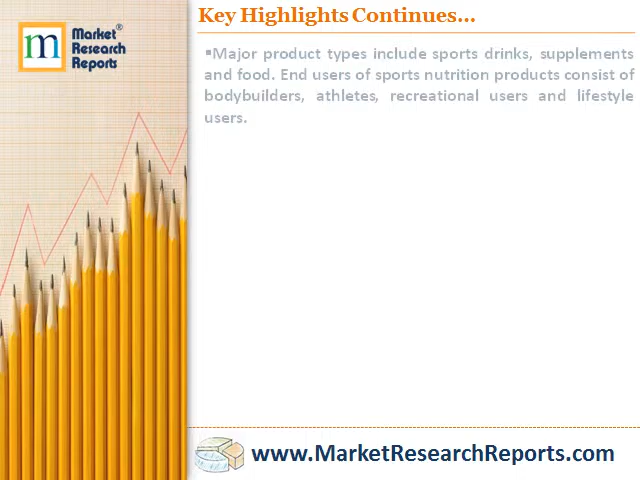 Key Highlights Continues...
Market®
Research
Reports
m
▪Major product types include sports drinks, supplements
and food. End users of sports nutrition products consist of
bodybuilders, athletes, recreational users and lifestyle
users.
www.MarketResearchReports.com